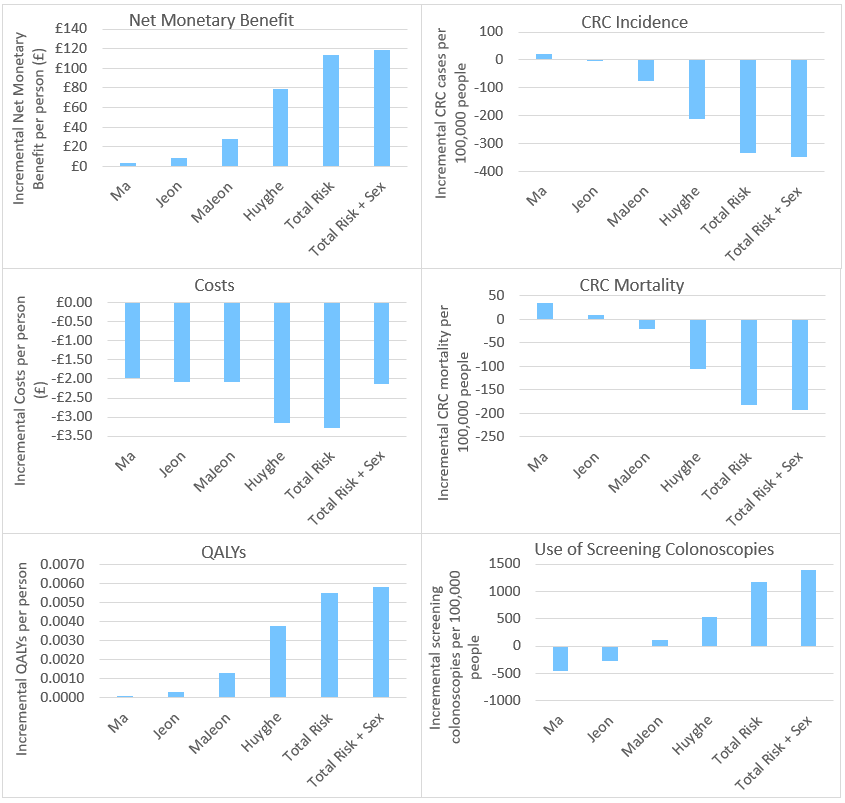 Net Monetary Benefit
Incremental Net Monetary
Benefit per person (£)
£140
£120
£100
£80
£60
£40
£20
£0
Ma
Jeon
MaJeon
Huyghe
Total Risk
Total Risk + Sex
CRC Incidence
Incremental CRC cases per
100,000 people
100
0
-100
-200
-300
-400
Ma
Jeon
MaJeon
Huyghe
Total Risk
Total Risk + Sex
Costs
Incremental Costs per person
(£)
£0.00
-£0.50
-£1.00
-£1.50
-£2.00
-£2.50
-£3.00
-£3.50
Ma
Jeon
MaJeon
Huyghe
Total Risk
Total Risk + Sex
CRC Mortality
Incremental CRC mortality per
100,000 people
50
0
-50
-100
-150
-200
-250
Ma
Jeon
MaJeon
Huyghe
Total Risk
Total Risk + Sex
QALYs
Incremental QALYs per person
0.0070
0.0060
0.0050
0.0040
0.0030
0.0020
0.0010
0.0000
Ma
Jeon
MaJeon
Huyghe
Total Risk
Total Risk + Sex
Use of Screening Colonoscopies
Incremental screening
colonoscopies per 100,000
people
1500
1000
500
0
-500
-1000
Ma
Jeon
MaJeon
Huyghe
Total Risk
Total Risk + Sex